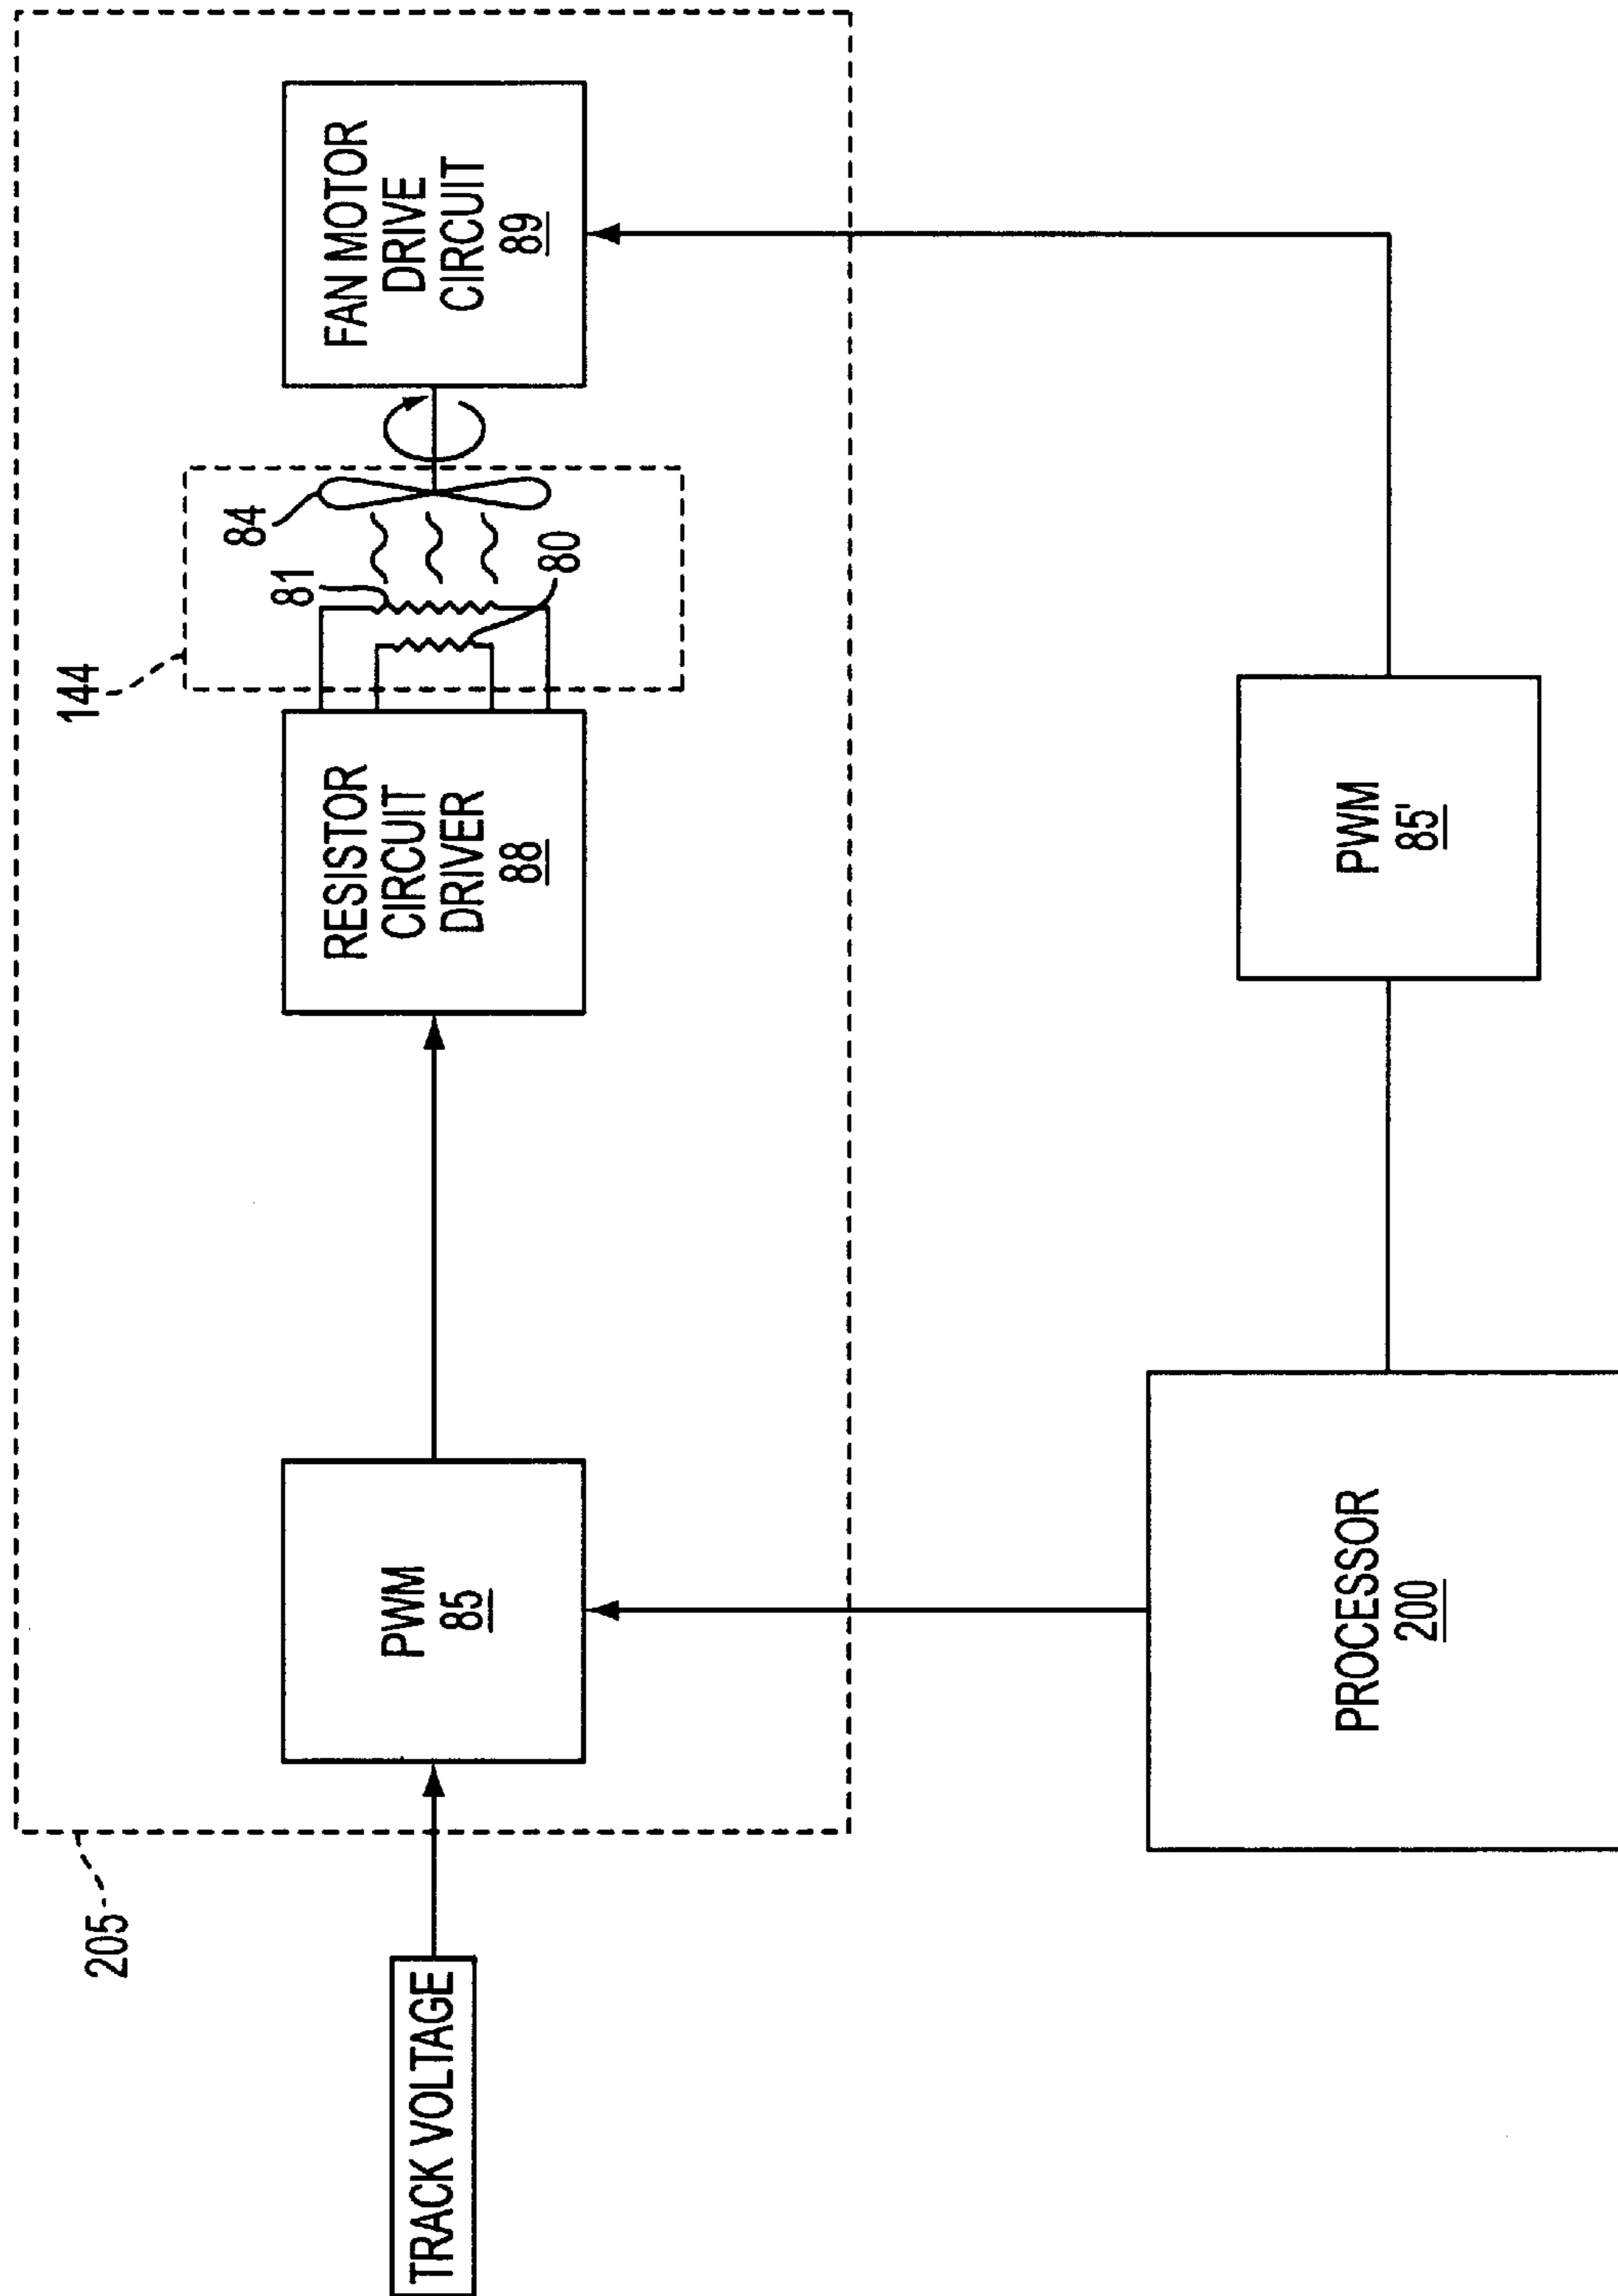 205
144
TRACK VOLTAGE
PWM
85
RESISTOR
CIRCUIT
DRIVER
88
81
84
80
FAN MOTOR
DRIVE
CIRCUIT
89
PROCESSOR
200
PWM
85'